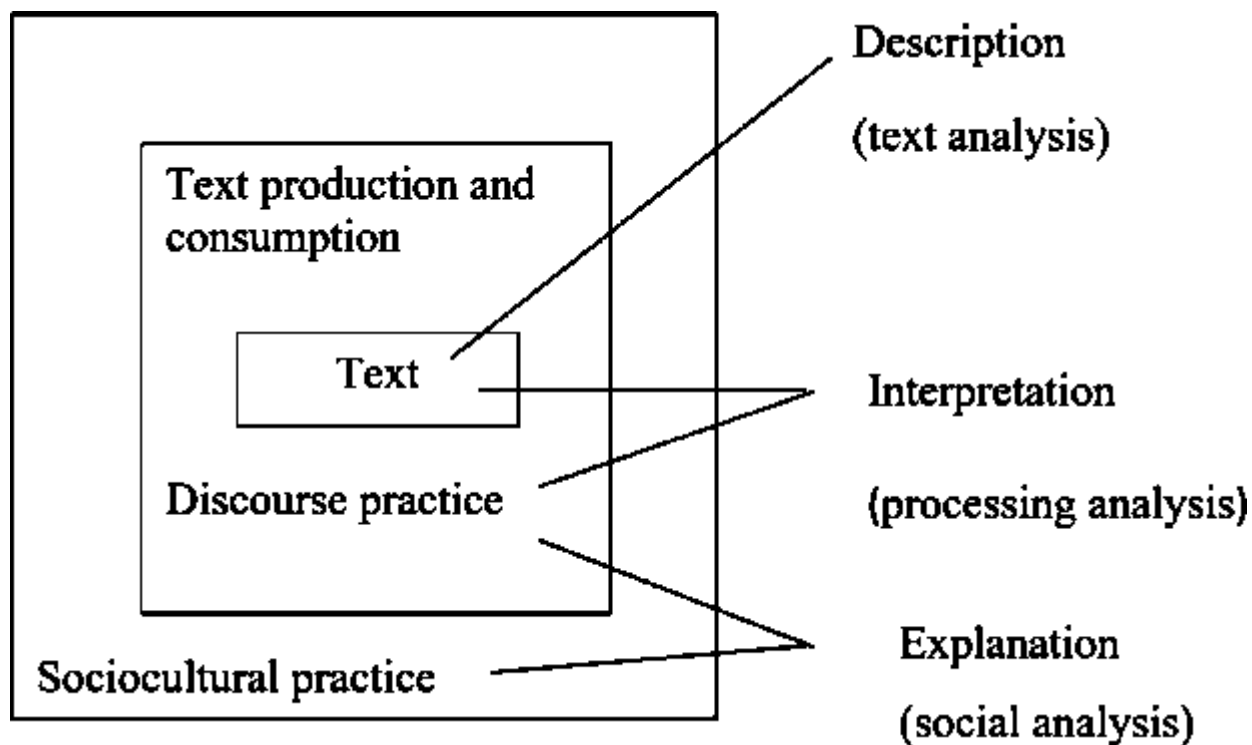 Description
(text analysis)
Text production and
consumption
Text
Interpretation
Discourse practice
(processing analysis)
Explanation
Sociocultural practice
(social analysis)